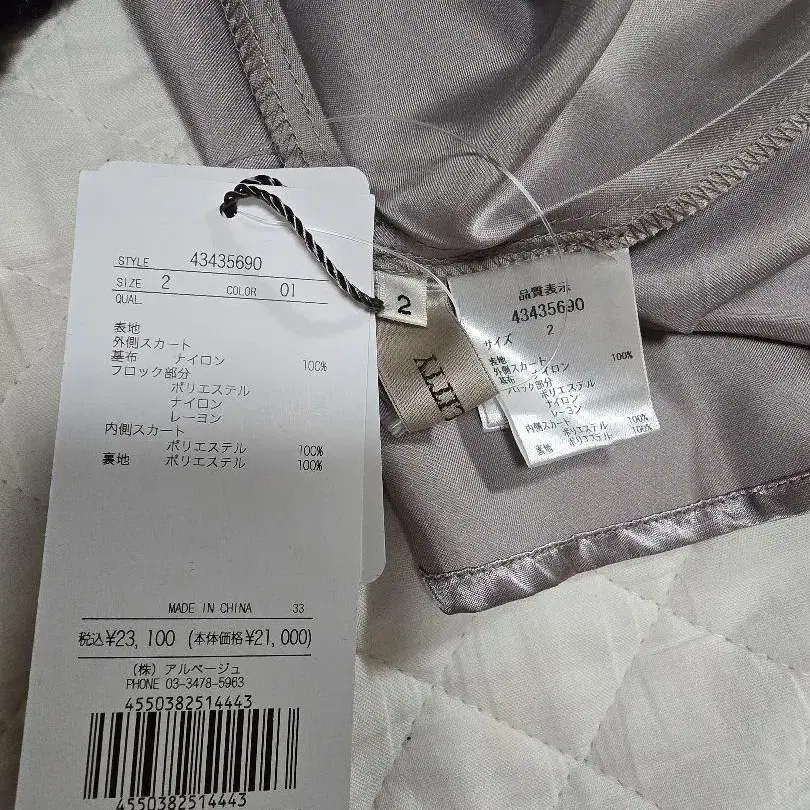 STYLE 43435690
SIZE 2 COLOR 01
QUAL
表地
外側スカート
基布 ナイロン 100%
フロック部分
ポリエステル
ナイロン
レーヨン
内側スカート
ポリエステル 100%
裏地 ポリエステル 100%
MADE IN CHINA 33
税込¥23,100 (本体価格¥21,000)
(株) アルページュ
PHONE 03-3478-5963
4550382514443
4550382514443
2
CITTY
品質表示
43435690
サイズ 2
表地
外側スカート
基布 ナイロン 100%
フロック部分
ポリエステル
ナイロン
レーヨン
内側スカート
ポリエステル 100%
裏地 ポリエステル 100%